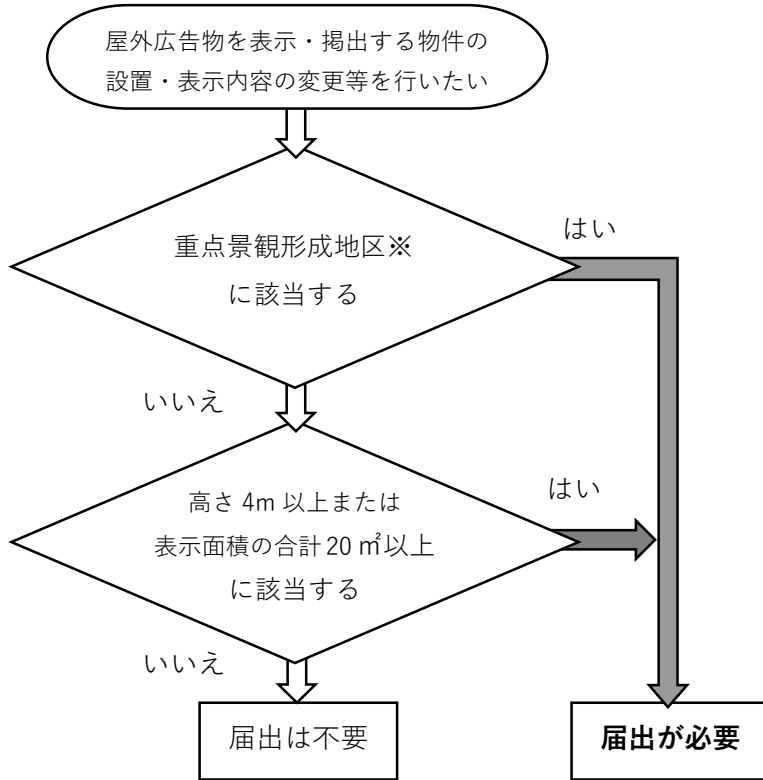 屋外広告物を表示・掲出する物件の
設置・表示内容の変更等を行いたい
重点景観形成地区※
に該当する
はい
いいえ
高さ 4m 以上または
表示面積の合計 20 ㎡以上
に該当する
はい
いいえ
届出は不要
届出が必要